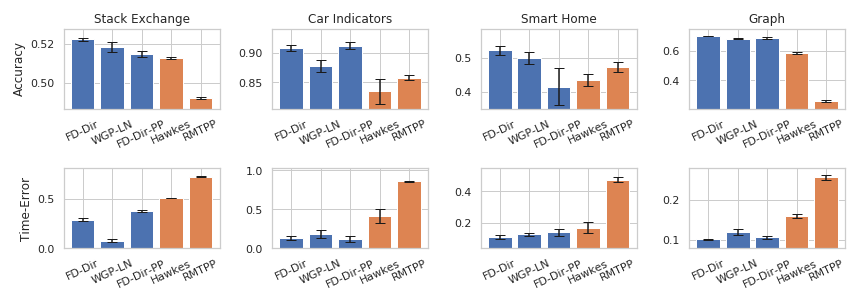 Stack Exchange
Accuracy
0.52
0.50
FD-Dir WGP-LN FD-Dir-PP Hawkes RMTPP
Car Indicators
0.90
0.85
FD-Dir WGP-LN FD-Dir-PP Hawkes RMTPP
Smart Home
0.5
0.4
FD-Dir WGP-LN FD-Dir-PP Hawkes RMTPP
Graph
0.6
0.4
FD-Dir WGP-LN FD-Dir-PP Hawkes RMTPP
Time-Error
0.5
0.0
FD-Dir WGP-LN FD-Dir-PP Hawkes RMTPP
1.0
0.5
0.0
FD-Dir WGP-LN FD-Dir-PP Hawkes RMTPP
0.4
0.2
FD-Dir WGP-LN FD-Dir-PP Hawkes RMTPP
0.2
0.1
FD-Dir WGP-LN FD-Dir-PP Hawkes RMTPP